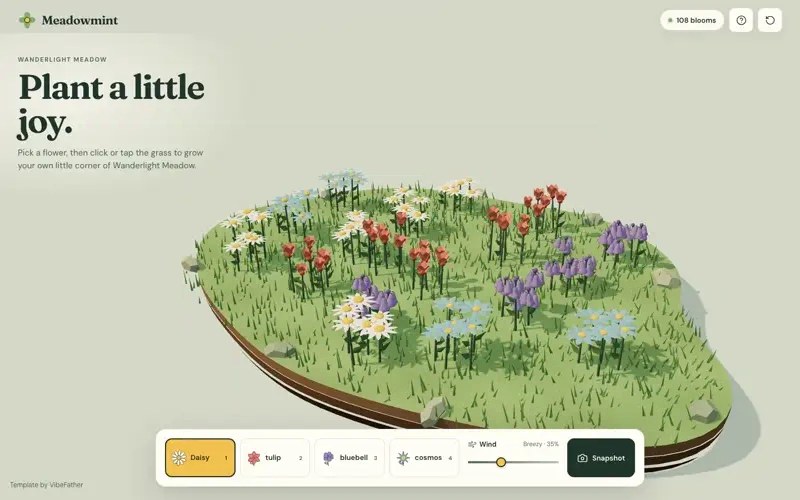 Meadowmint
108 blooms
WANDERLIGHT MEADOW
Plant a little
joy.
Pick a flower, then click or tap the grass to grow
your own little corner of Wanderlight Meadow.
Daisy 1
tulip 2
bluebell 3
cosmos 4
Wind Breezy · 35%
Snapshot
Template by VibeFather